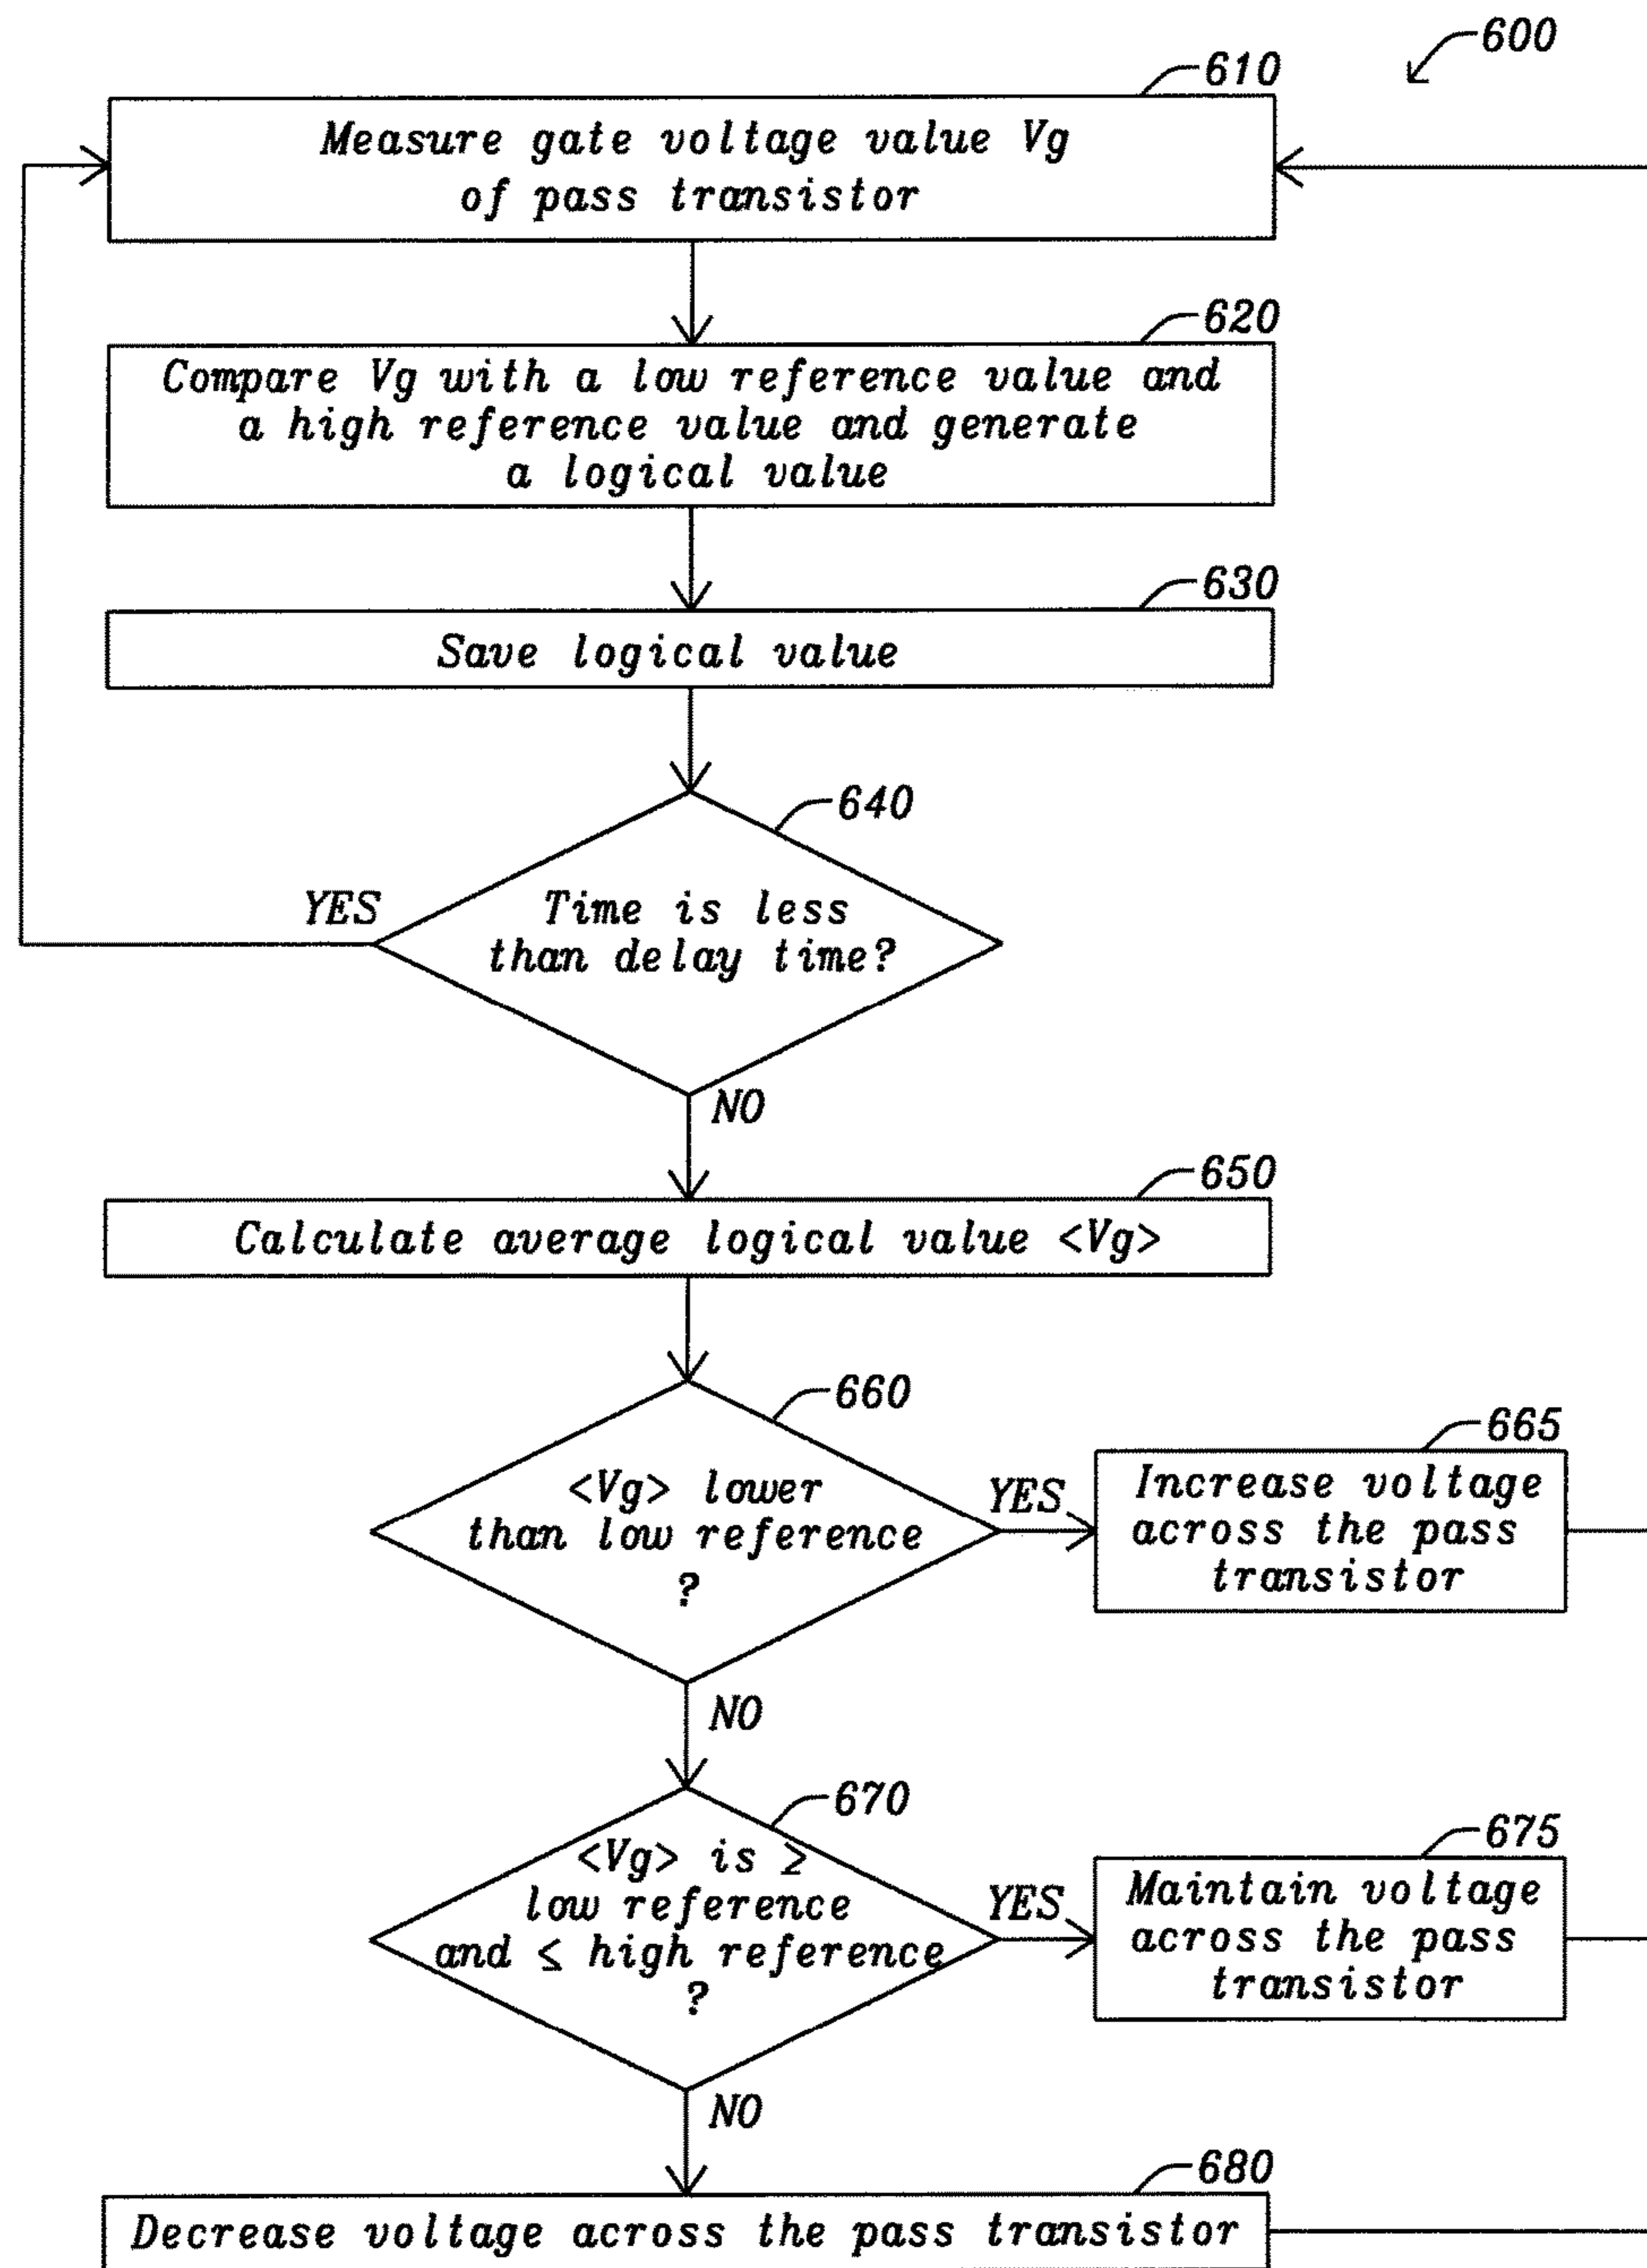 600
610
Measure gate voltage value Vg
of pass transistor
620
Compare Vg with a low reference value and
a high reference value and generate
a logical value
630
Save logical value
640
Time is less
than delay time?
YES
NO
650
Calculate average logical value <Vg>
660
<Vg> lower
than low reference
?
YES
665
Increase voltage
across the pass
transistor
NO
670
<Vg> is ≥
low reference
and ≤ high reference
?
YES
675
Maintain voltage
across the pass
transistor
NO
680
Decrease voltage across the pass transistor